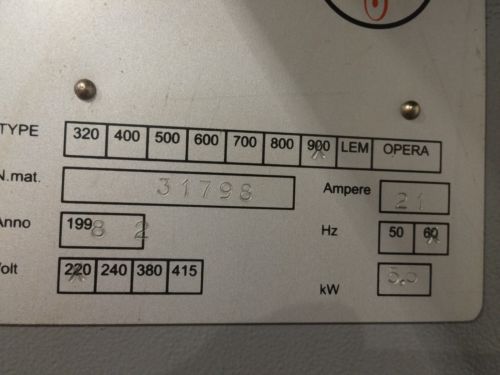 TYPE 320 400 500 600 700 800 900 LEM OPERA
N.mat. 31798 Ampere 21
Anno 1998 2 Hz 50 60
Volt 220 240 380 415
kW